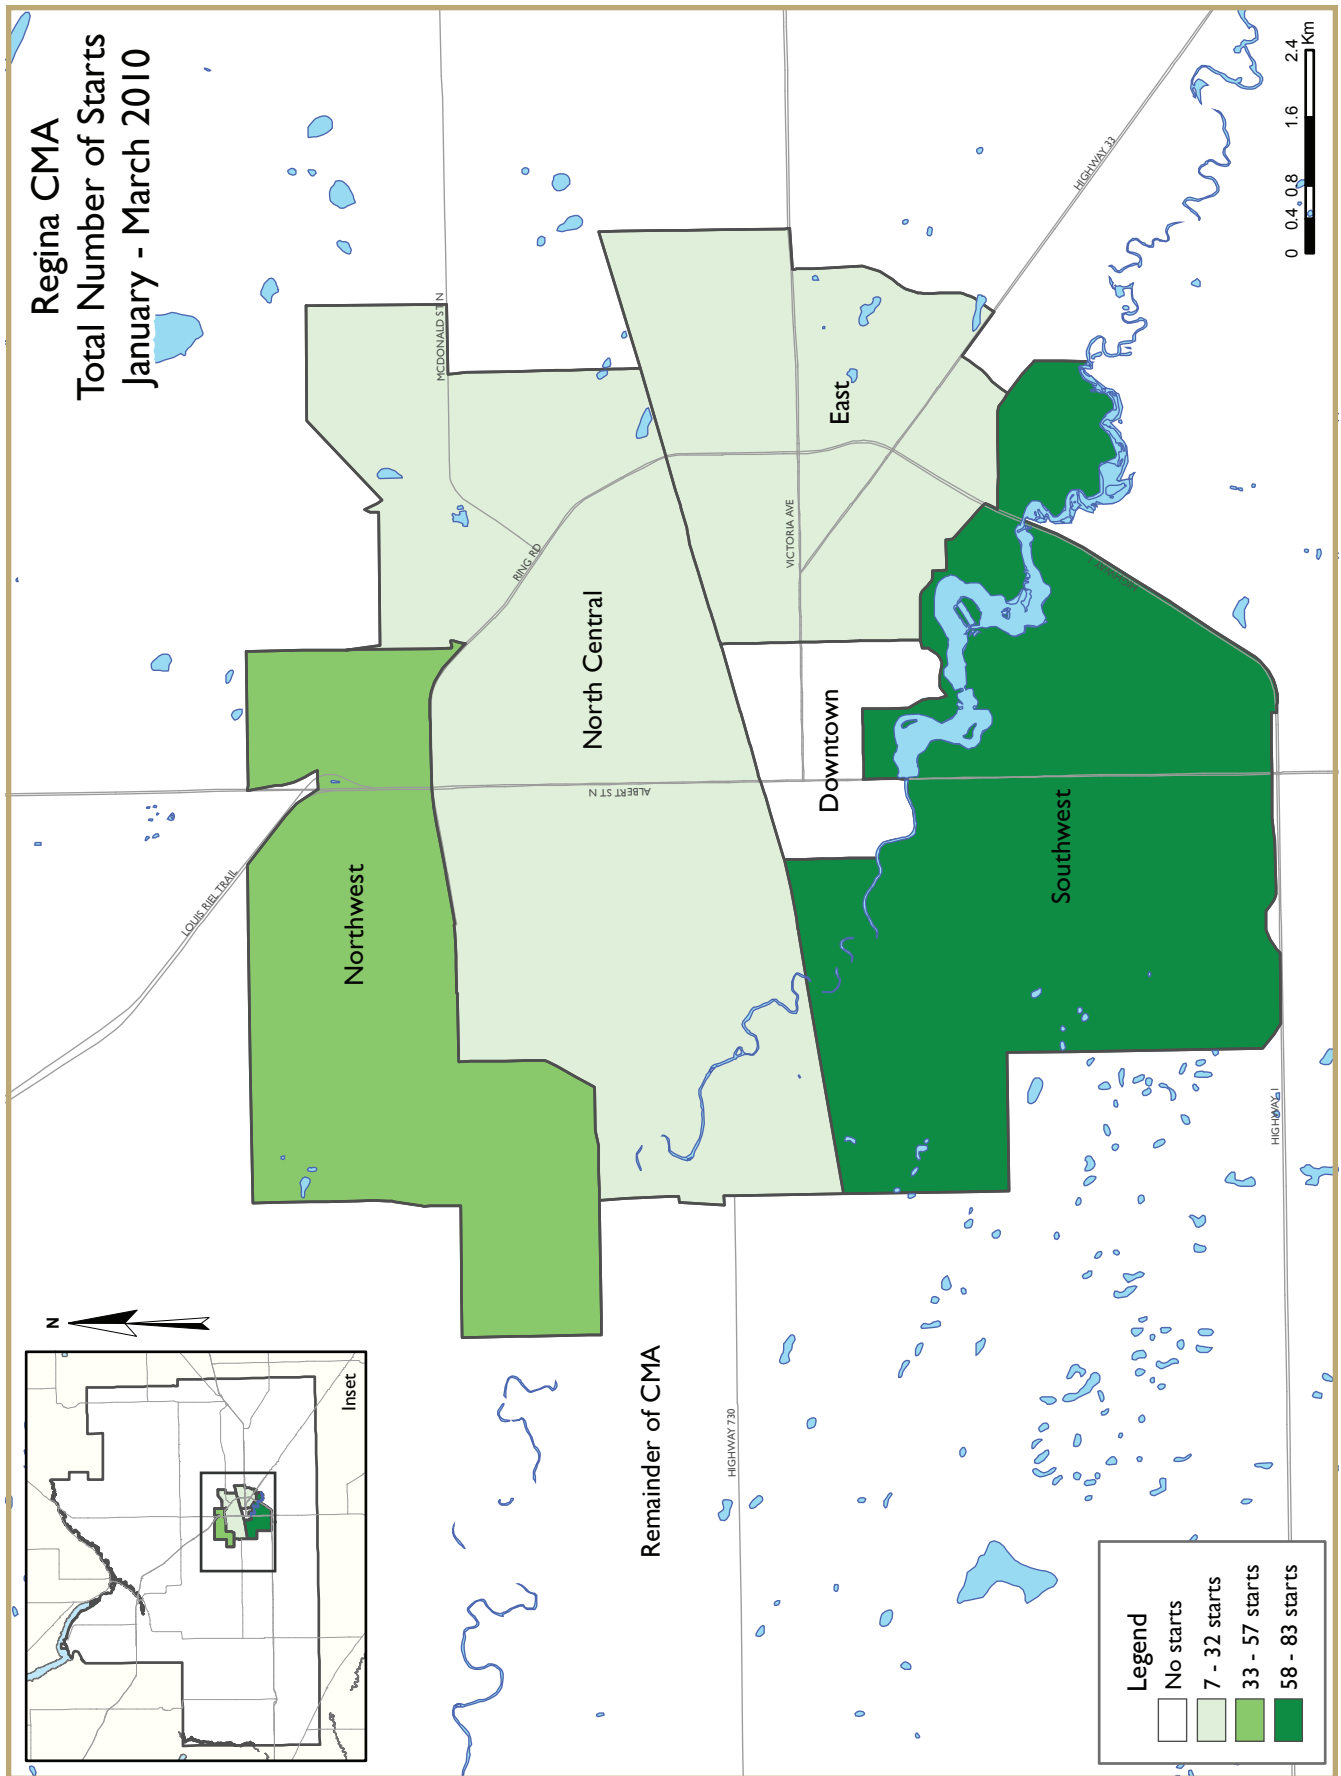 Regina CMA
Total Number of Starts
January - March 2010
N
Inset
LOUIS RIEL TRAIL
MCDONALD ST N
RING RD
Northwest
North Central
ALBERT ST N
East
VICTORIA AVE
HIGHWAY 33
Downtown
Southwest
Remainder of CMA
HIGHWAY 730
HIGHWAY 1
Legend
No starts
7 - 32 starts
33 - 57 starts
58 - 83 starts
0 0.4 0.8 1.6 2.4
Km